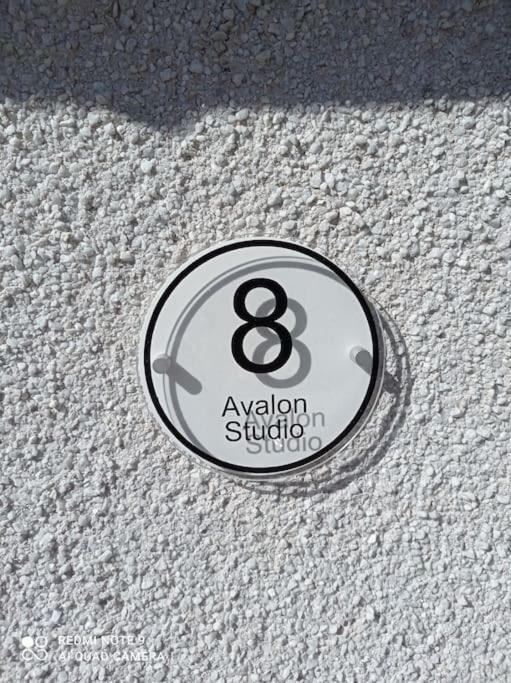 8
Avalon
Studio
REDMI NOTE 9
AI QUAD CAMERA